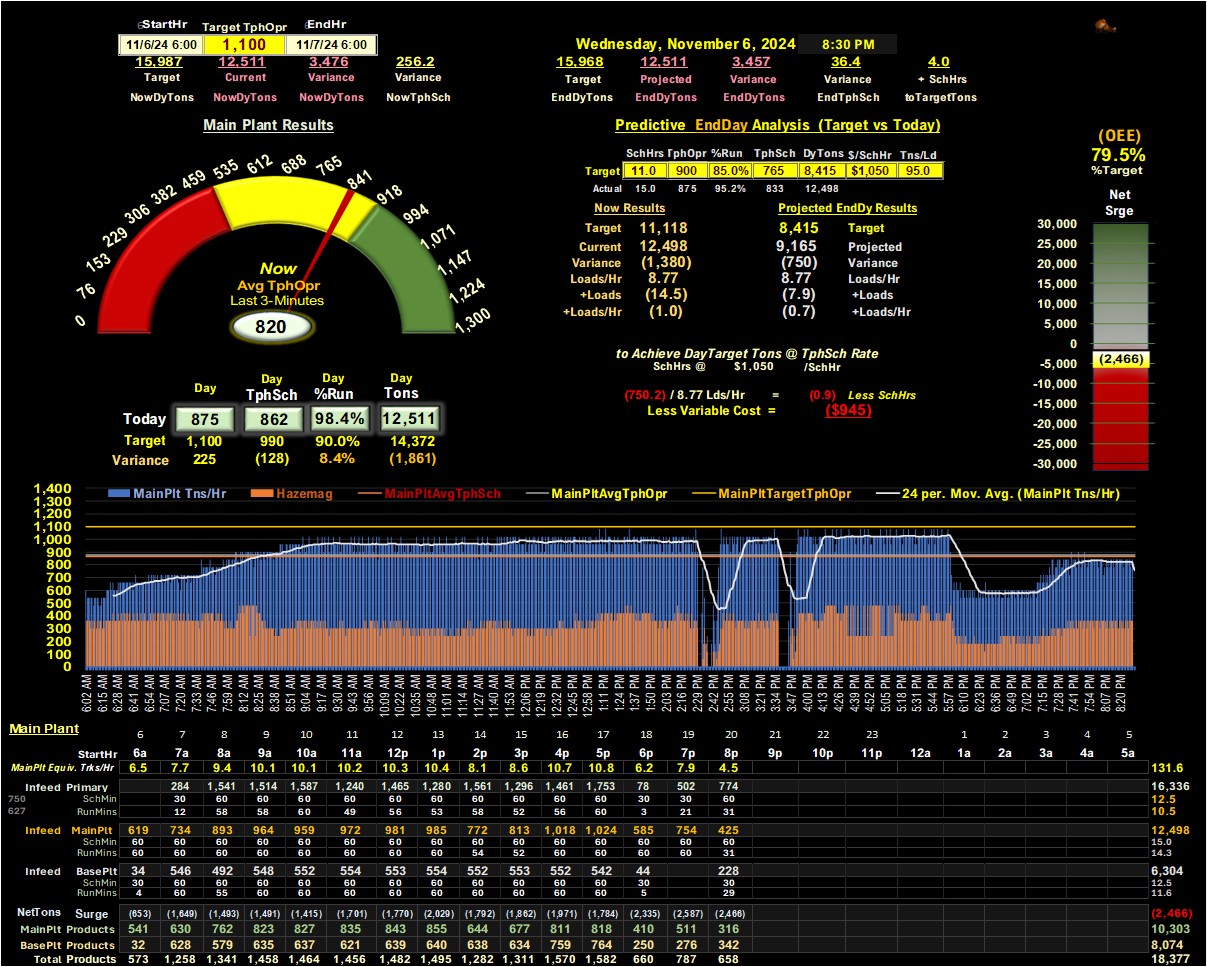 StartHr Target TphOpr EndHr
11/6/24 6:00 1,100 11/7/24 6:00
Wednesday, November 6, 2024 8:30 PM
15,987 12,511 3,476 256.2
Target Current Variance Variance
NowDyTons NowDyTons NowDyTons NowTphSch
15,968 12,511 3,457 36.4 4.0
Target Projected Variance Variance + SchHrs
EndDyTons EndDyTons EndDyTons EndTphSch toTargetTons
Main Plant Results
0 76 153 229 306 382 459 535 612 688 765 841 918 994 1,071 1,147 1,224 1,300
Now
Avg TphOpr
Last 3-Minutes
820
Predictive EndDay Analysis (Target vs Today)
SchHrs TphOpr %Run TphSch DyTons $/SchHr Tns/Ld
Target 11.0 900 85.0% 765 8,415 $1,050 95.0
Actual 15.0 875 95.2% 833 12,498
Now Results Projected EndDy Results
Target 11,118 8,415 Target
Current 12,498 9,165 Projected
Variance (1,380) (750) Variance
Loads/Hr 8.77 8.77 Loads/Hr
+Loads (14.5) (7.9) +Loads
+Loads/Hr (1.0) (0.7) +Loads/Hr
to Achieve DayTarget Tons @ TphSch Rate
SchHrs @ $1,050 /SchHr
(750.2) / 8.77 Lds/Hr = (0.9) Less SchHrs
Less Variable Cost = ($945)
(OEE)
79.5%
%Target
Net
Srge
30,000
25,000
20,000
15,000
10,000
5,000
0
(2,466)
-5,000
-10,000
-15,000
-20,000
-25,000
-30,000
Day Day Day Day
TphSch %Run Tons
Today 875 862 98.4% 12,511
Target 1,100 990 90.0% 14,372
Variance 225 (128) 8.4% (1,861)
MainPlt Tns/Hr Hazemag MainPltAvgTphSch MainPltAvgTphOpr MainPltTargetTphOpr 24 per. Mov. Avg. (MainPlt Tns/Hr)
1,400
1,300
1,200
1,100
1,000
900
800
700
600
500
400
300
200
100
0
6:02 AM 6:15 AM 6:28 AM 6:41 AM 6:54 AM 7:07 AM 7:20 AM 7:33 AM 7:46 AM 7:59 AM 8:12 AM 8:25 AM 8:38 AM 8:51 AM 9:04 AM 9:17 AM 9:30 AM 9:43 AM 9:56 AM 10:09 AM 10:22 AM 10:35 AM 10:48 AM 11:01 AM 11:14 AM 11:27 AM 11:40 AM 11:53 AM 12:06 PM 12:19 PM 12:32 PM 12:45 PM 12:58 PM 1:11 PM 1:24 PM 1:37 PM 1:50 PM 2:03 PM 2:16 PM 2:29 PM 2:42 PM 2:55 PM 3:08 PM 3:21 PM 3:34 PM 3:47 PM 4:00 PM 4:13 PM 4:26 PM 4:39 PM 4:52 PM 5:05 PM 5:18 PM 5:31 PM 5:44 PM 5:57 PM 6:10 PM 6:23 PM 6:36 PM 6:49 PM 7:02 PM 7:15 PM 7:28 PM 7:41 PM 7:54 PM 8:07 PM 8:20 PM
Main Plant 6 7 8 9 10 11 12 13 14 15 16 17 18 19 20 21 22 23 1 2 3 4 5
StartHr 6a 7a 8a 9a 10a 11a 12p 1p 2p 3p 4p 5p 6p 7p 8p 9p 10p 11p 12a 1a 2a 3a 4a 5a
MainPlt Equiv. Trks/Hr 6.5 7.7 9.4 10.1 10.1 10.2 10.3 10.4 8.1 8.6 10.7 10.8 6.2 7.9 4.5 131.6
Infeed Primary 284 1,541 1,514 1,587 1,240 1,465 1,280 1,561 1,296 1,461 1,753 78 502 774 16,336
750 SchMin 30 60 60 60 60 60 60 60 60 60 60 30 30 60 12.5
627 RunMins 12 58 58 60 49 56 53 58 52 56 60 3 21 31 10.5
Infeed MainPlt 619 734 893 964 959 972 981 985 772 813 1,018 1,024 585 754 425 12,498
SchMin 60 60 60 60 60 60 60 60 60 60 60 60 60 60 60 15.0
RunMins 60 60 60 60 60 60 60 60 54 52 60 60 60 60 31 14.3
Infeed BasePlt 34 546 492 548 552 554 553 554 552 553 552 542 44 228 6,304
SchMin 30 60 60 60 60 60 60 60 60 60 60 60 30 30 12.5
RunMins 4 60 55 60 60 60 60 60 60 60 60 60 5 29 11.6
NetTons Surge (653) (1,649) (1,493) (1,491) (1,415) (1,701) (1,770) (2,029) (1,792) (1,862) (1,971) (1,784) (2,335) (2,587) (2,466) (2,466)
MainPlt Products 541 630 762 823 827 835 843 855 644 677 811 818 410 511 316 10,303
BasePlt Products 32 628 579 635 637 621 639 640 638 634 759 764 250 276 342 8,074
Total Products 573 1,258 1,341 1,458 1,464 1,456 1,482 1,495 1,282 1,311 1,570 1,582 660 787 658 18,377